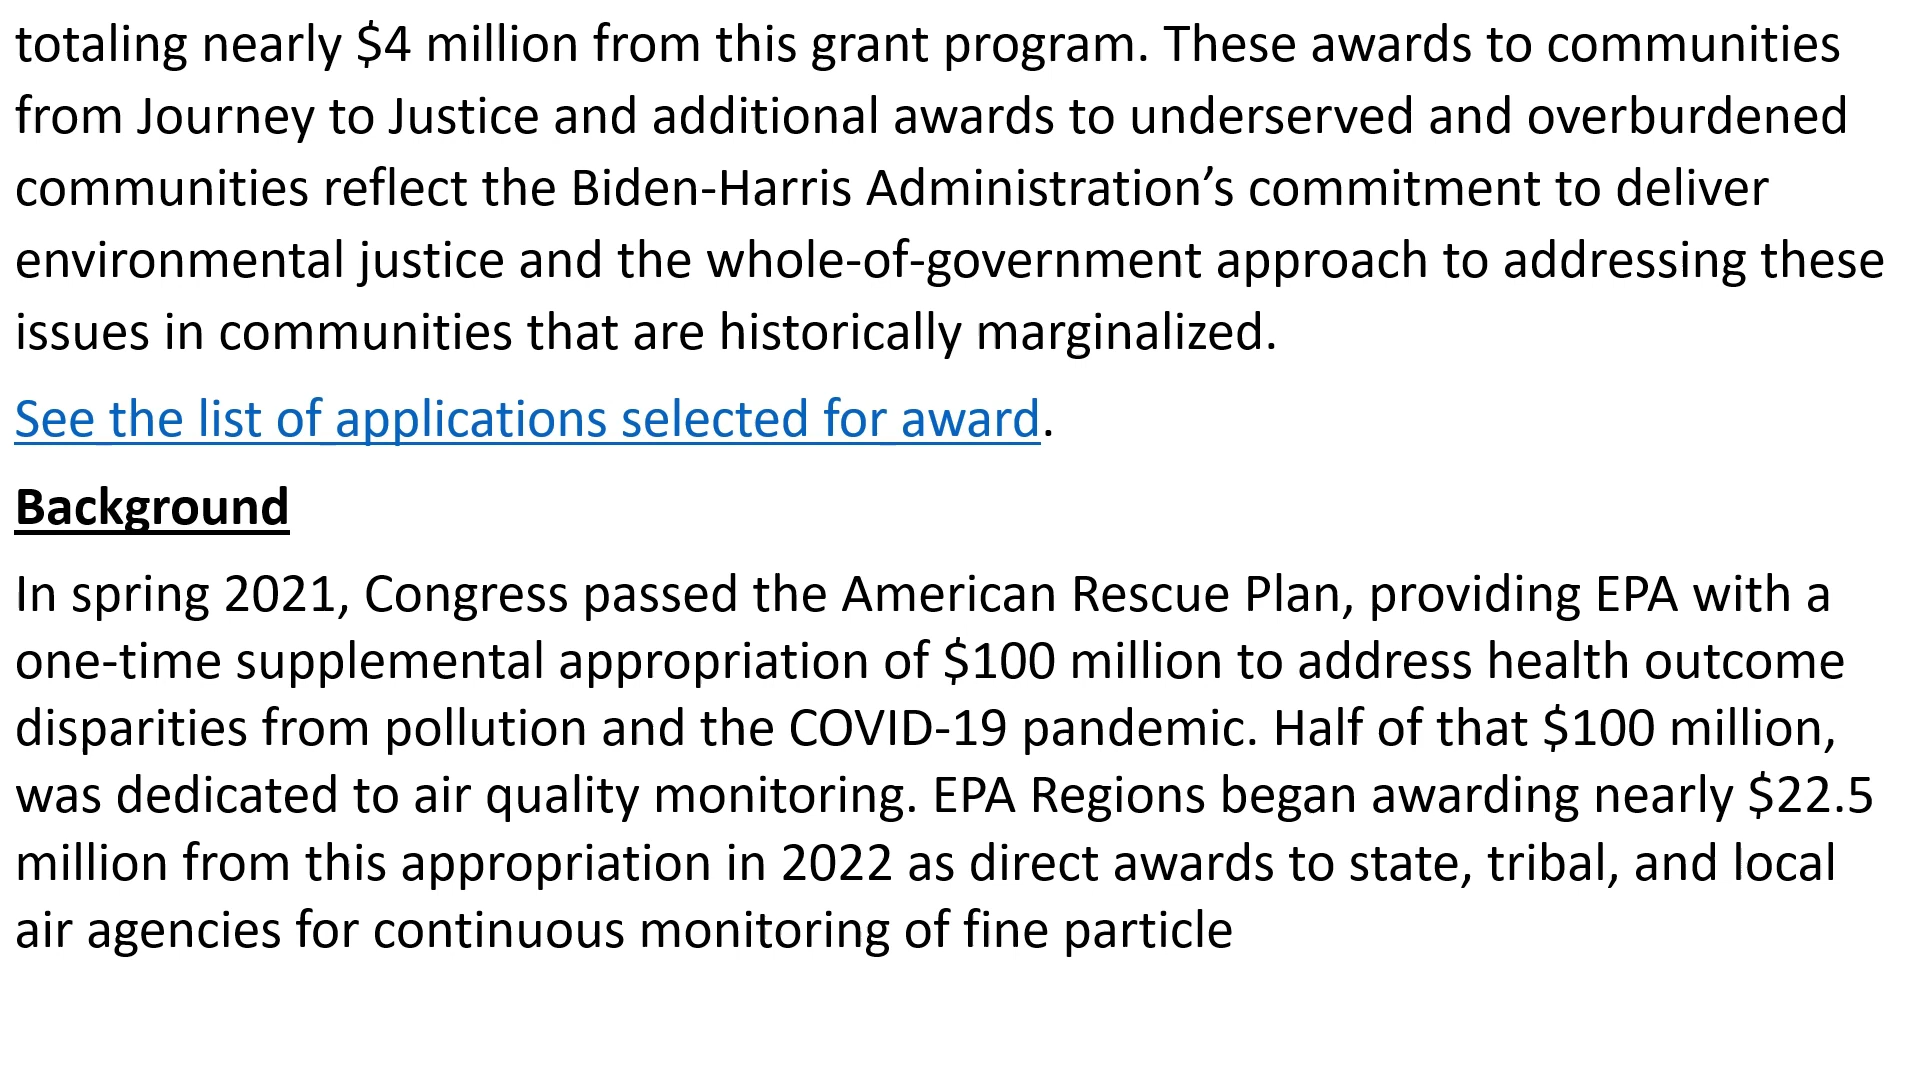 totaling nearly $4 million from this grant program. These awards to communities
from Journey to Justice and additional awards to underserved and overburdened
communities reflect the Biden-Harris Administration’s commitment to deliver
environmental justice and the whole-of-government approach to addressing these
issues in communities that are historically marginalized.
See the list of applications selected for award.
Background
In spring 2021, Congress passed the American Rescue Plan, providing EPA with a
one-time supplemental appropriation of $100 million to address health outcome
disparities from pollution and the COVID-19 pandemic. Half of that $100 million,
was dedicated to air quality monitoring. EPA Regions began awarding nearly $22.5
million from this appropriation in 2022 as direct awards to state, tribal, and local
air agencies for continuous monitoring of fine particle